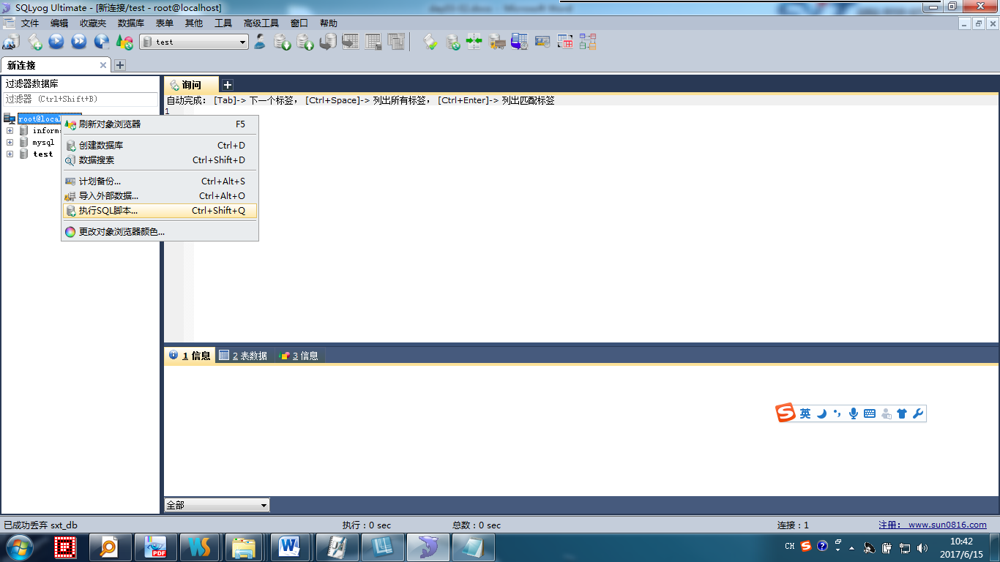 SQLyog Ultimate - [新连接/test - root@localhost]
文件 编辑 收藏夹 数据库 表单 其他 工具 高级工具 窗口 帮助
test
新连接
过滤器数据库
过滤器 (Ctrl+Shift+B)
root@local
inform
mysql
test
询问
自动完成: [Tab]-> 下一个标签, [Ctrl+Space]-> 列出所有标签, [Ctrl+Enter]-> 列出匹配标签
1
刷新对象浏览器 F5
创建数据库 Ctrl+D
数据搜索 Ctrl+Shift+D
计划备份... Ctrl+Alt+S
导入外部数据... Ctrl+Alt+O
执行SQL脚本... Ctrl+Shift+Q
更改对象浏览器颜色...
1 信息 2 表数据 3 信息
英
全部
已成功丢弃 sxt_db 执行 : 0 sec 总数 : 0 sec 连接 : 1 注册: www.sun0816.com
PDF
WS
CH
10:42
2017/6/15